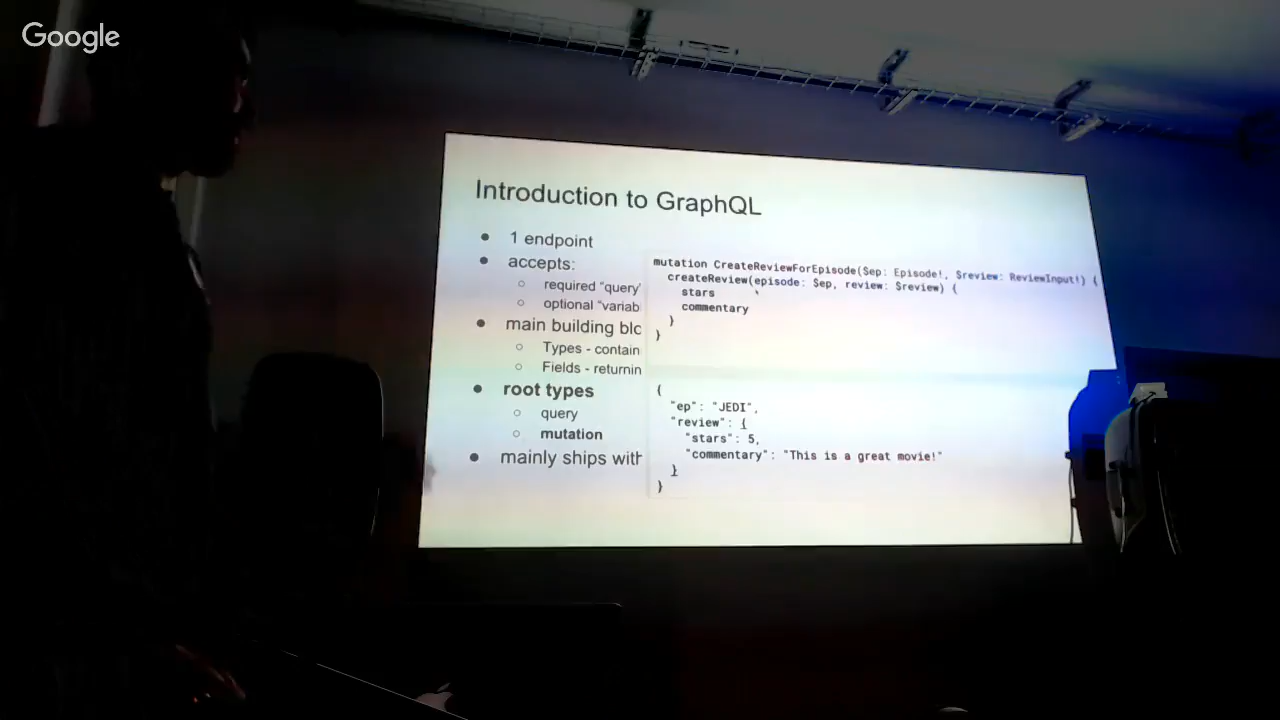 Google
Introduction to GraphQL
1 endpoint
accepts:
required "query"
optional "variab
main building blc
Types - contain
Fields - returnin
root types
query
mutation
mainly ships with
mutation CreateReviewForEpisode($ep: Episode!, $review: ReviewInput!) {
createReview(episode: $ep, review: $review) {
stars
commentary
}
}
{
"ep": "JEDI",
"review": {
"stars": 5,
"commentary": "This is a great movie!"
}
}